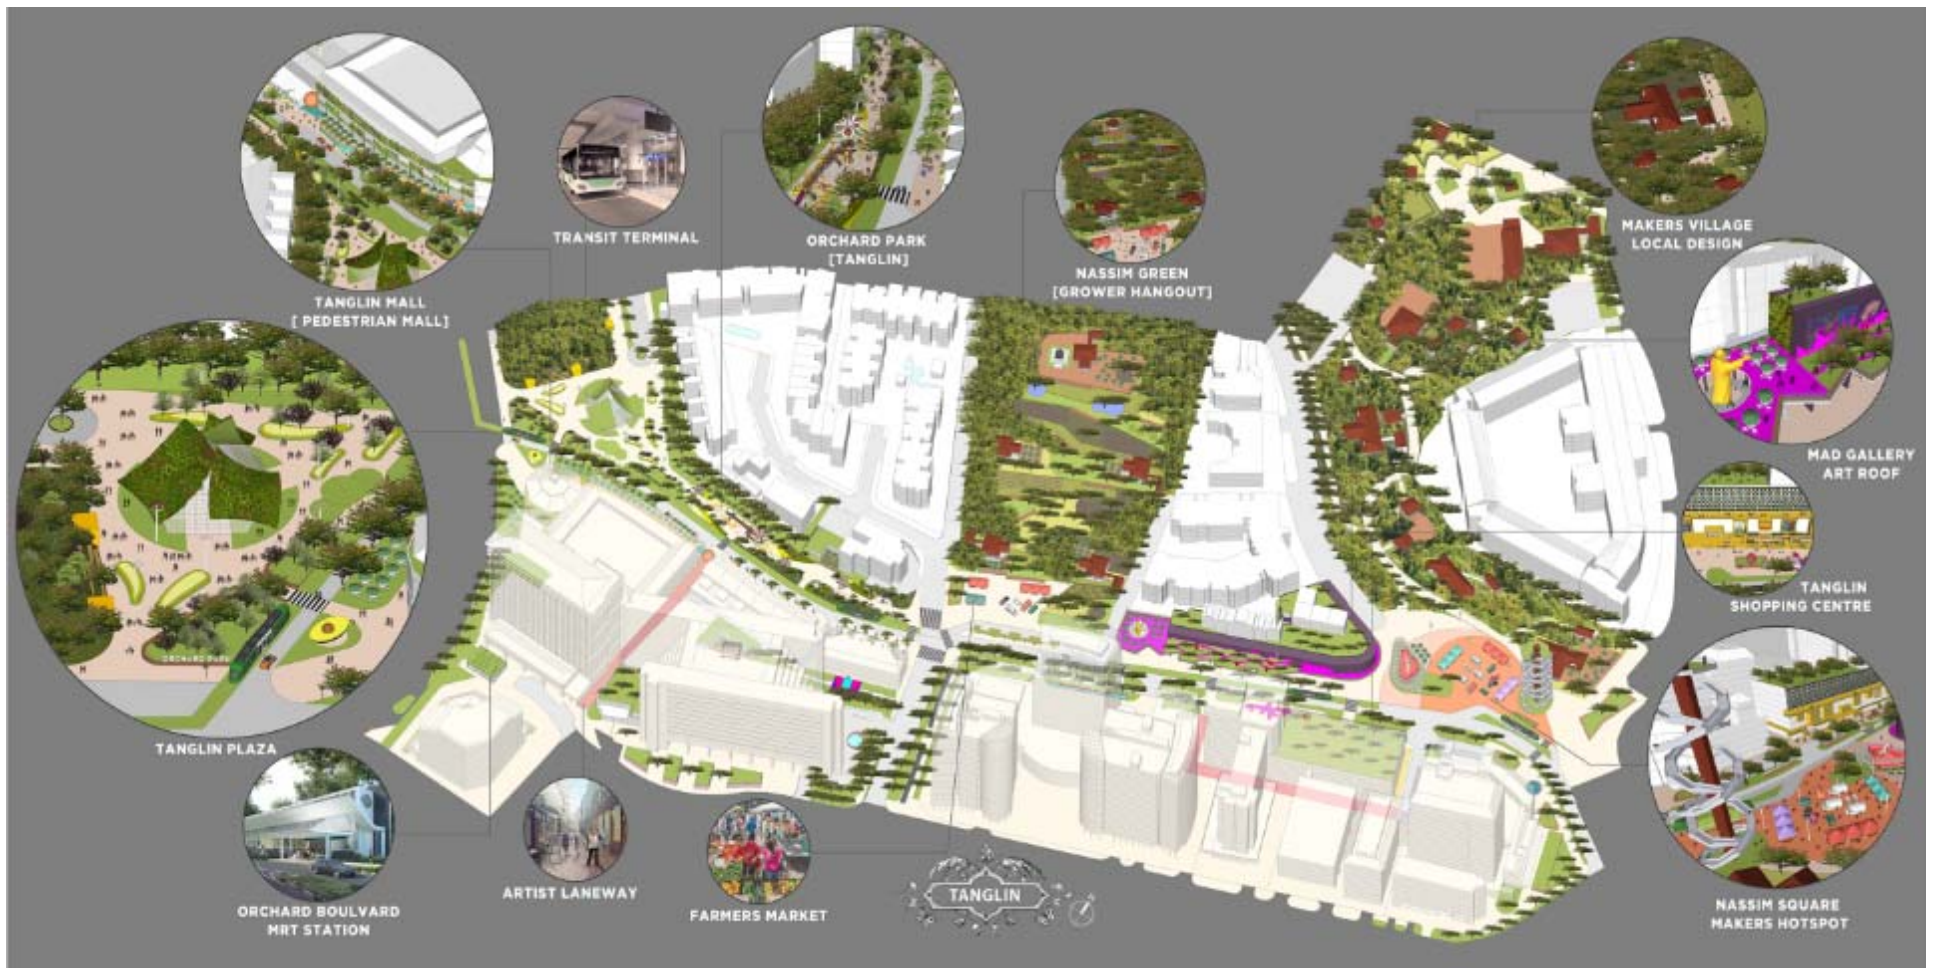 TRANSIT TERMINAL
ORCHARD PARK
[TANGLIN]
MAKERS VILLAGE
LOCAL DESIGN
NASSIM GREEN
[GROWER HANGOUT]
TANGLIN MALL
[ PEDESTRIAN MALL]
MAD GALLERY
ART ROOF
TANGLIN
SHOPPING CENTRE
ORCHARD PARK
TANGLIN PLAZA
ORCHARD BOULVARD
MRT STATION
ARTIST LANEWAY
FARMERS MARKET
TANGLIN
NASSIM SQUARE
MAKERS HOTSPOT